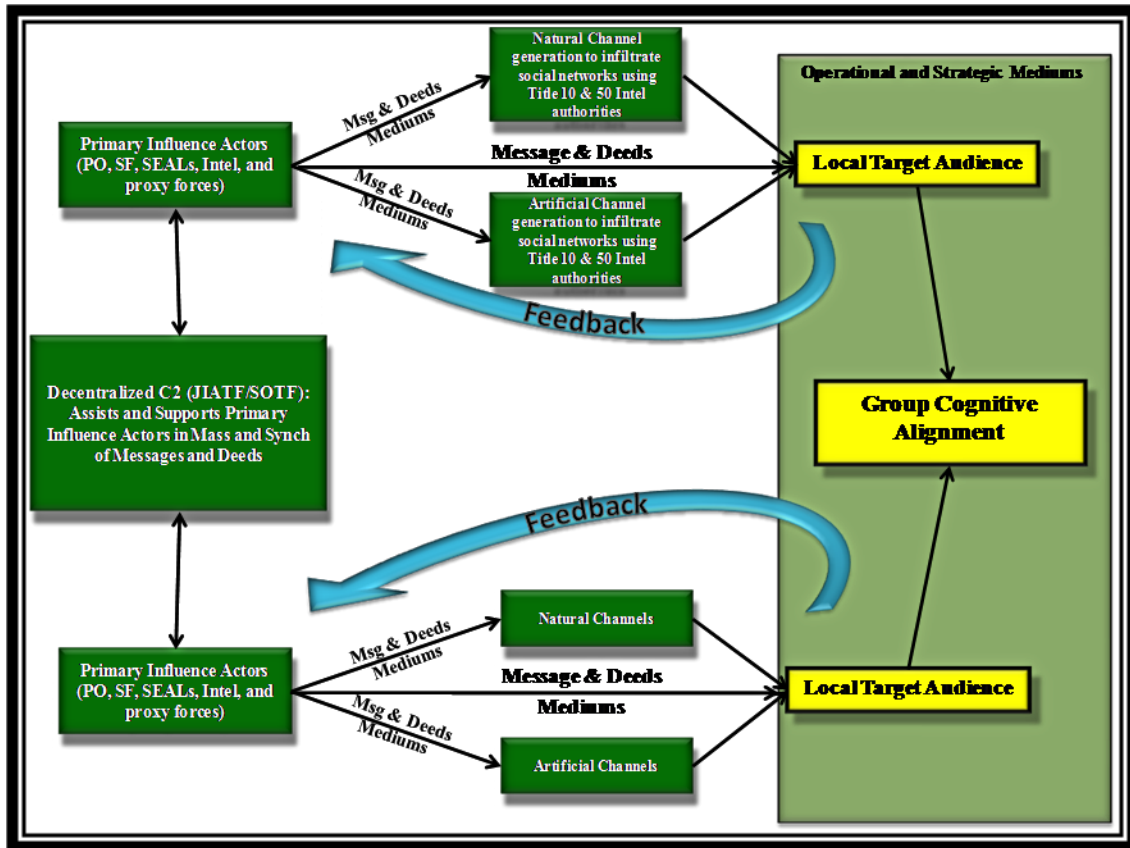 Natural Channel
generation to infiltrate
social networks using
Title 10 & 50 Intel
authorities
Operational and Strategic Mediums
Msg & Deeds
Mediums
Primary Influence Actors
(PO, SF, SEALs, Intel, and
proxy forces)
Message & Deeds
Mediums
Local Target Audience
Msg & Deeds
Mediums
Artificial Channel
generation to infiltrate
social networks using
Title 10 & 50 Intel
authorities
Feedback
Decentralized C2 (JIATF/SOTF):
Assists and Supports Primary
Influence Actors in Mass and Synch
of Messages and Deeds
Group Cognitive
Alignment
Feedback
Natural Channels
Msg & Deeds
Mediums
Primary Influence Actors
(PO, SF, SEALs, Intel, and
proxy forces)
Message & Deeds
Mediums
Local Target Audience
Msg & Deeds
Mediums
Artificial Channels